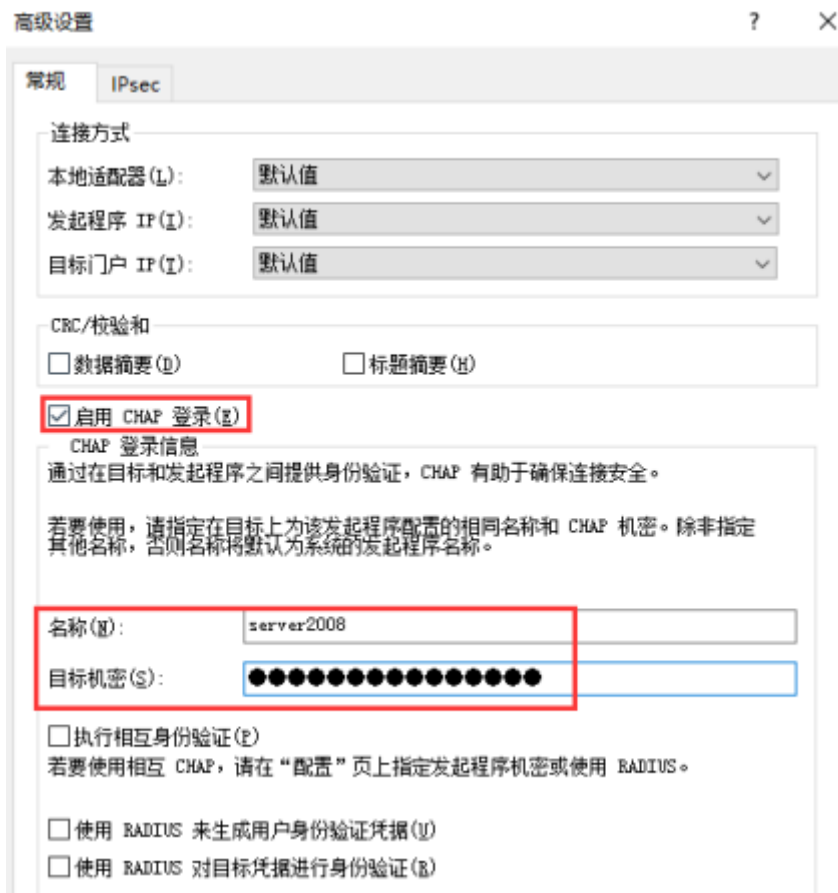 高级设置
?
常规
IPsec
连接方式
本地适配器(L):
默认值
发起程序 IP(I):
默认值
目标门户 IP(T):
默认值
CRC/校验和
数据摘要(D)
标题摘要(H)
启用 CHAP 登录(E)
CHAP 登录信息
通过在目标和发起程序之间提供身份验证，CHAP 有助于确保连接安全。
若要使用，请指定在目标上为该发起程序配置的相同名称和 CHAP 机密。除非指定
其他名称，否则名称将默认为系统的发起程序名称。
名称(N):
server2008
目标机密(S):
●●●●●●●●●●●●●●●
执行相互身份验证(P)
若要使用相互 CHAP，请在“配置”页上指定发起程序机密或使用 RADIUS。
使用 RADIUS 来生成用户身份验证凭据(U)
使用 RADIUS 对目标凭据进行身份验证(R)